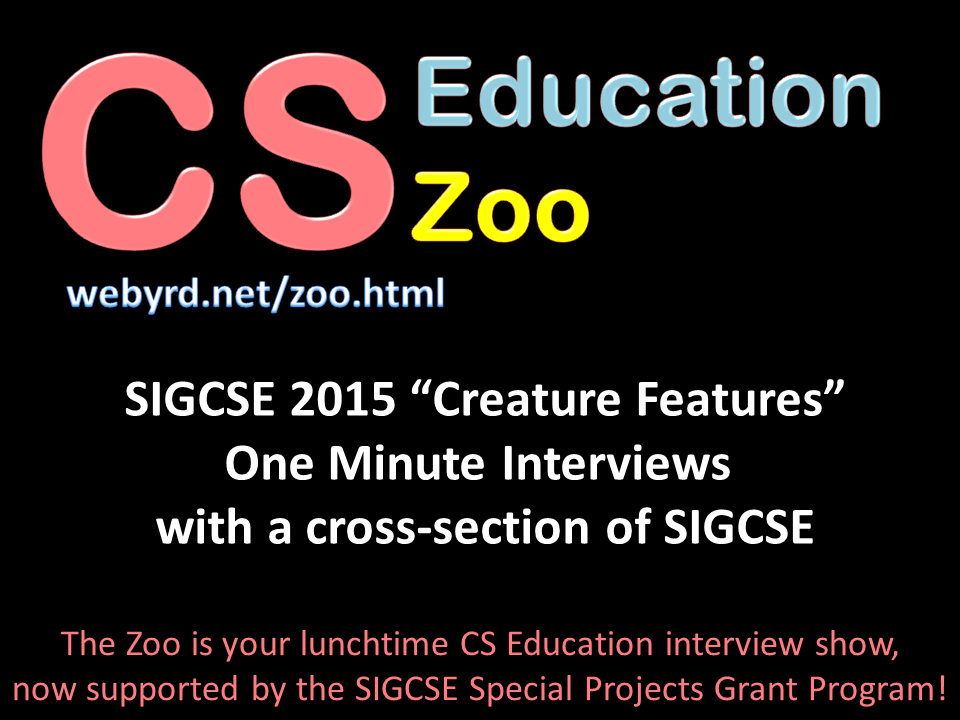 CS Education
Zoo
webyrd.net/zoo.html
SIGCSE 2015 “Creature Features”
One Minute Interviews
with a cross-section of SIGCSE
The Zoo is your lunchtime CS Education interview show,
now supported by the SIGCSE Special Projects Grant Program!